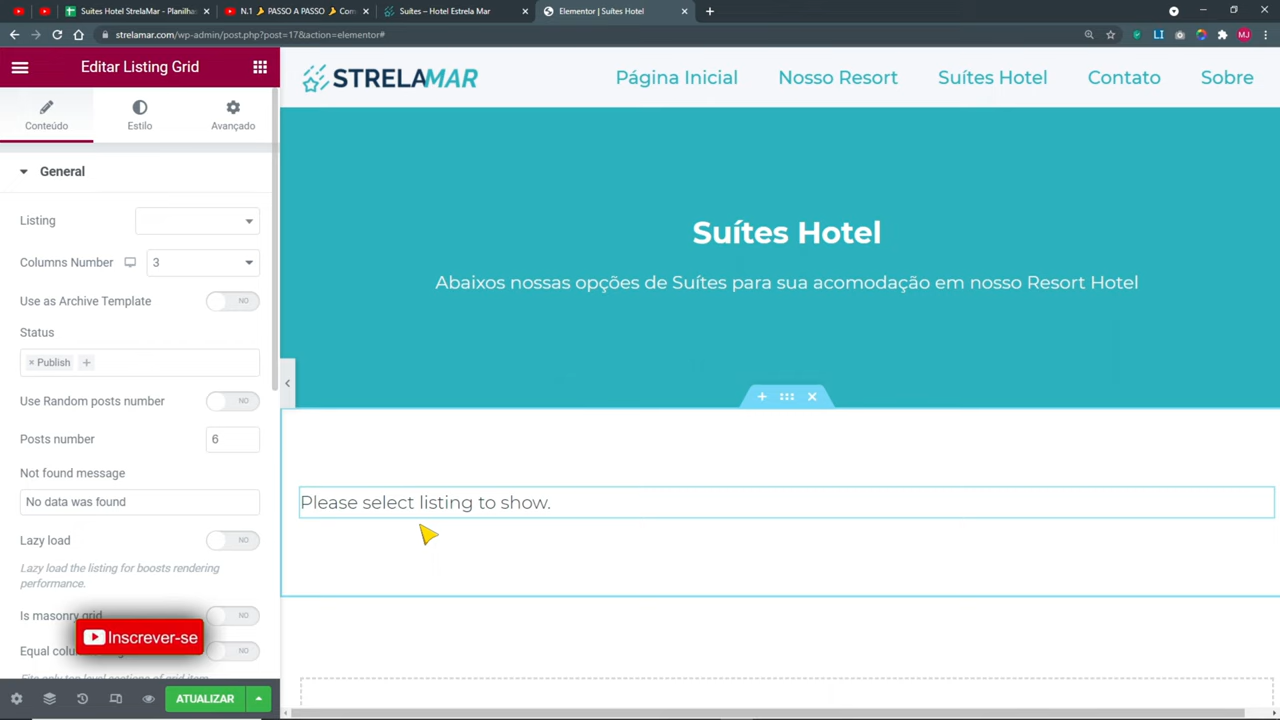 Suites Hotel StrelaMar - Planilha
N.1 PASSO A PASSO Co
Suítes – Hotel Estrela Mar
Elementor | Suítes Hotel
strelamar.com/wp-admin/post.php?post=17&action=elementor#
LI
MJ
Editar Listing Grid
STRELAMAR
Página Inicial
Nosso Resort
Suítes Hotel
Contato
Sobre
Conteúdo
Estilo
Avançado
General
Listing
Columns Number
3
Use as Archive Template
NO
Status
× Publish +
Use Random posts number
NO
Posts number
6
Not found message
No data was found
Lazy load
NO
Lazy load the listing for boosts rendering
performance.
Is masonry grid
NO
Inscrever-se
NO
ATUALIZAR
Suítes Hotel
Abaixos nossas opções de Suítes para sua acomodação em nosso Resort Hotel
Please select listing to show.